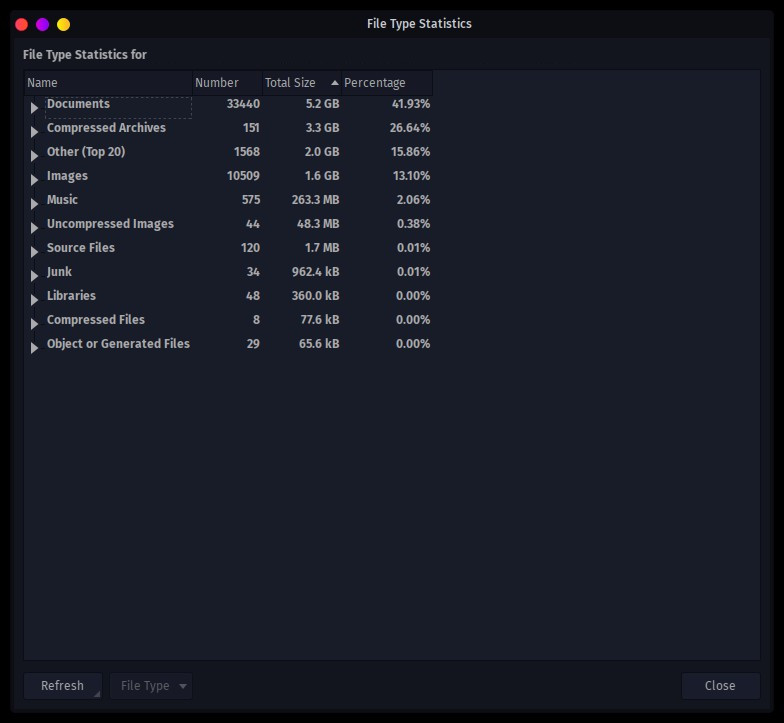 File Type Statistics
File Type Statistics for
Name Number Total Size Percentage
Documents 33440 5.2 GB 41.93%
Compressed Archives 151 3.3 GB 26.64%
Other (Top 20) 1568 2.0 GB 15.86%
Images 10509 1.6 GB 13.10%
Music 575 263.3 MB 2.06%
Uncompressed Images 44 48.3 MB 0.38%
Source Files 120 1.7 MB 0.01%
Junk 34 962.4 kB 0.01%
Libraries 48 360.0 kB 0.00%
Compressed Files 8 77.6 kB 0.00%
Object or Generated Files 29 65.6 kB 0.00%
Refresh File Type Close